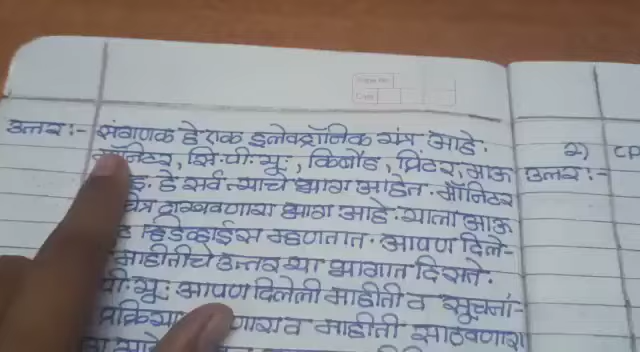 उत्तर :- संगणक हे एक इलेक्ट्रॉनिक यंत्र आहे.
मॉनिटर, सि.पी.यू., किबोर्ड, प्रिंटर, माऊ
इ. हे सर्व त्याचे भाग आहेत. मॉनिटर
चित्र दाखवणारा भाग आहे. याला आऊ
डिव्हाईस म्हणतात. आपण दिले-
माहीतीचे उत्तर या भागात दिसते.
पी.यू. आपण दिलेली माहीती व सूचनां-
प्रक्रिया णारा व माहीती साठवणारा
2) CP
उत्तर :-